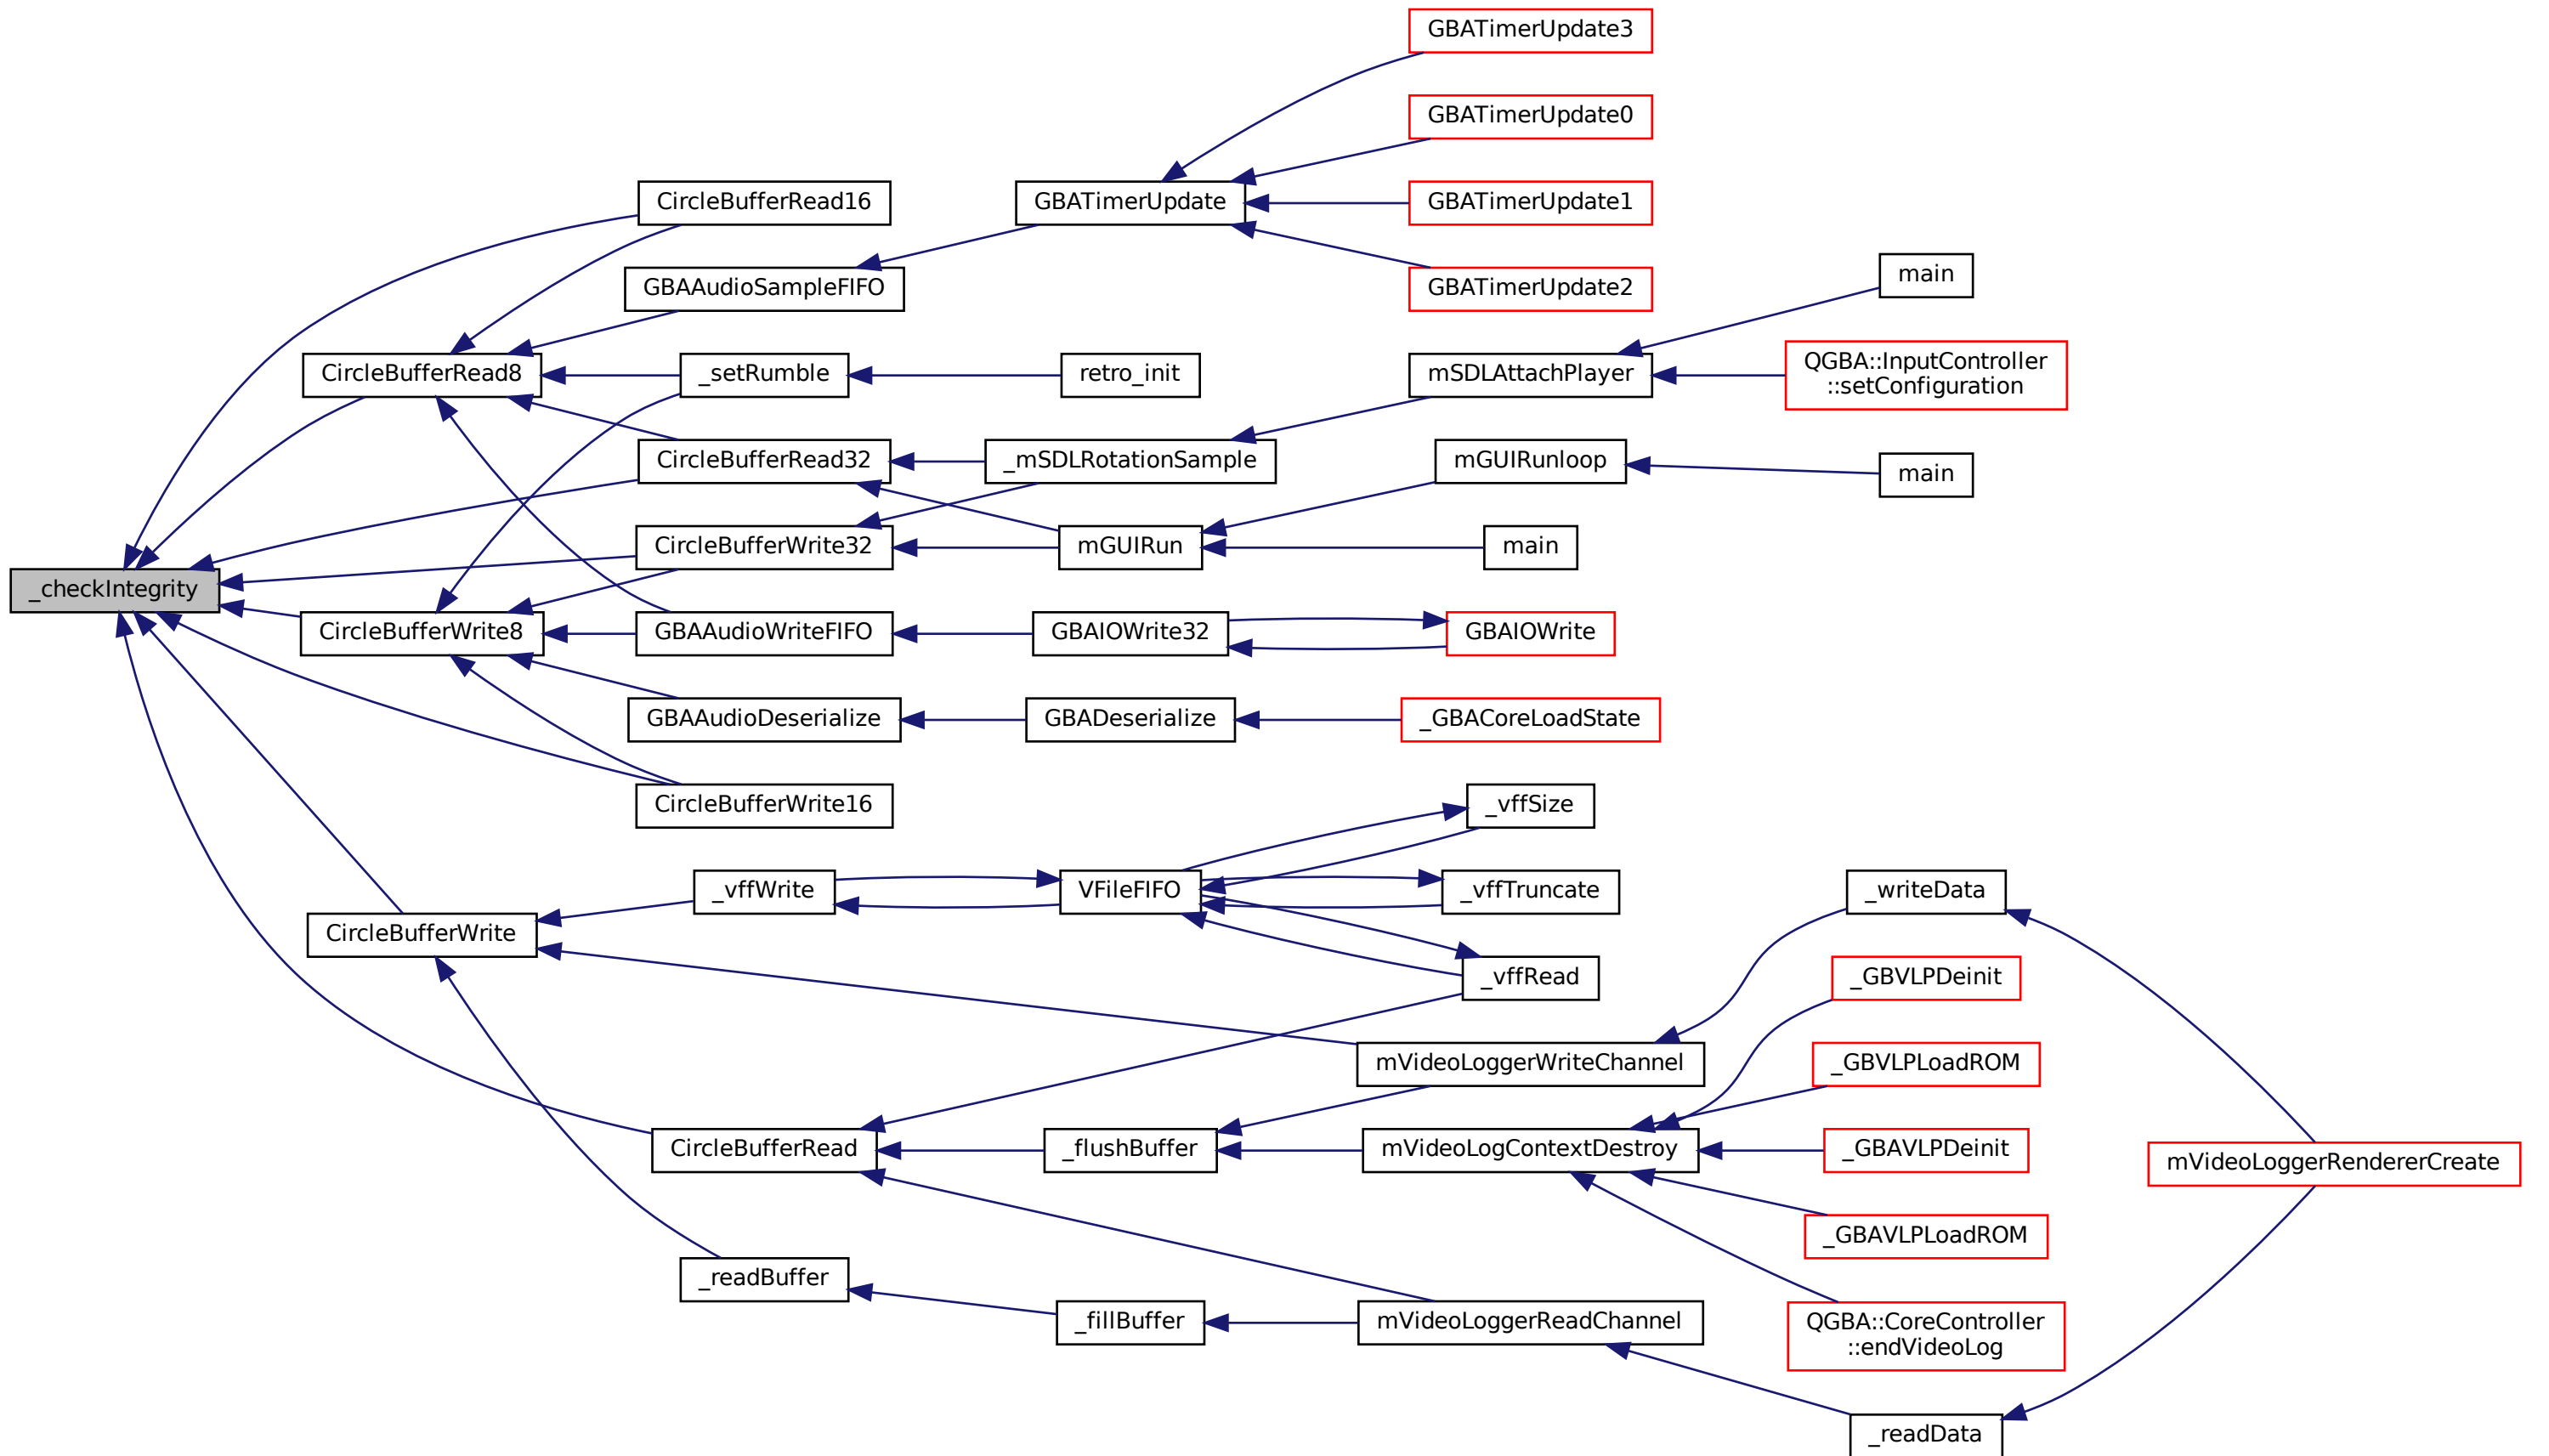 GBATimerUpdate3
GBATimerUpdate0
CircleBufferRead16
GBATimerUpdate
GBATimerUpdate1
GBAAudioSampleFIFO
GBATimerUpdate2
main
CircleBufferRead8
_setRumble
retro_init
mSDLAttachPlayer
QGBA::InputController
::setConfiguration
CircleBufferRead32
_mSDLRotationSample
mGUIRunloop
main
CircleBufferWrite32
mGUIRun
main
_checkIntegrity
CircleBufferWrite8
GBAAudioWriteFIFO
GBAIOWrite32
GBAIOWrite
GBAAudioDeserialize
GBADeserialize
_GBACoreLoadState
CircleBufferWrite16
_vffSize
_vffWrite
VFileFIFO
_vffTruncate
_writeData
CircleBufferWrite
_vffRead
_GBVLPDeinit
mVideoLoggerWriteChannel
_GBVLPLoadROM
CircleBufferRead
_flushBuffer
mVideoLogContextDestroy
_GBAVLPDeinit
mVideoLoggerRendererCreate
_GBAVLPLoadROM
_readBuffer
_fillBuffer
mVideoLoggerReadChannel
QGBA::CoreController
::endVideoLog
_readData